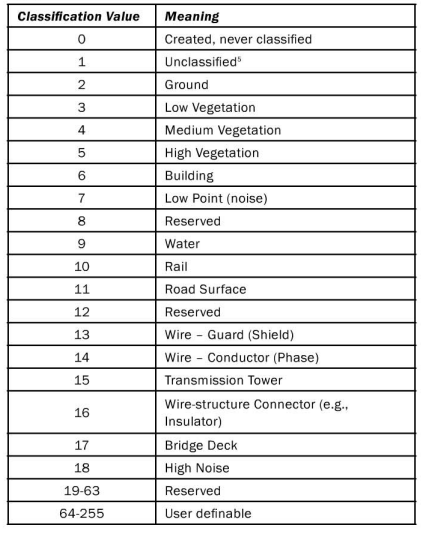 Classification Value Meaning
0 Created, never classified
1 Unclassified⁵
2 Ground
3 Low Vegetation
4 Medium Vegetation
5 High Vegetation
6 Building
7 Low Point (noise)
8 Reserved
9 Water
10 Rail
11 Road Surface
12 Reserved
13 Wire – Guard (Shield)
14 Wire – Conductor (Phase)
15 Transmission Tower
16 Wire-structure Connector (e.g.,
Insulator)
17 Bridge Deck
18 High Noise
19-63 Reserved
64-255 User definable